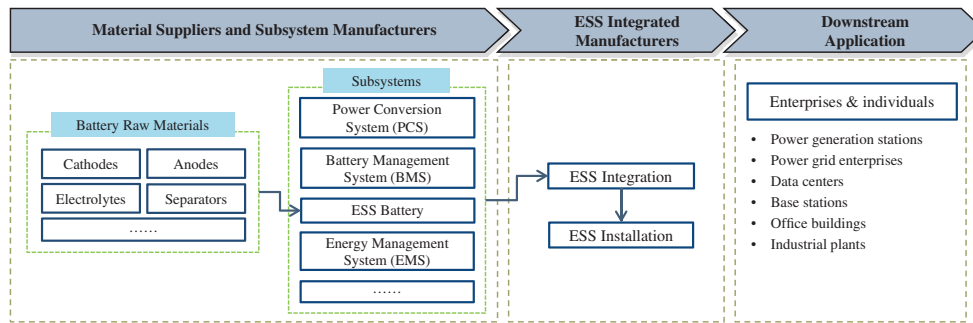 Material Suppliers and Subsystem Manufacturers
ESS Integrated
Manufacturers
Downstream
Application
Battery Raw Materials
Cathodes
Anodes
Electrolytes
Separators
……
Subsystems
Power Conversion
System (PCS)
Battery Management
System (BMS)
ESS Battery
Energy Management
System (EMS)
……
ESS Integration
ESS Installation
Enterprises & individuals
• Power generation stations
• Power grid enterprises
• Data centers
• Base stations
• Office buildings
• Industrial plants